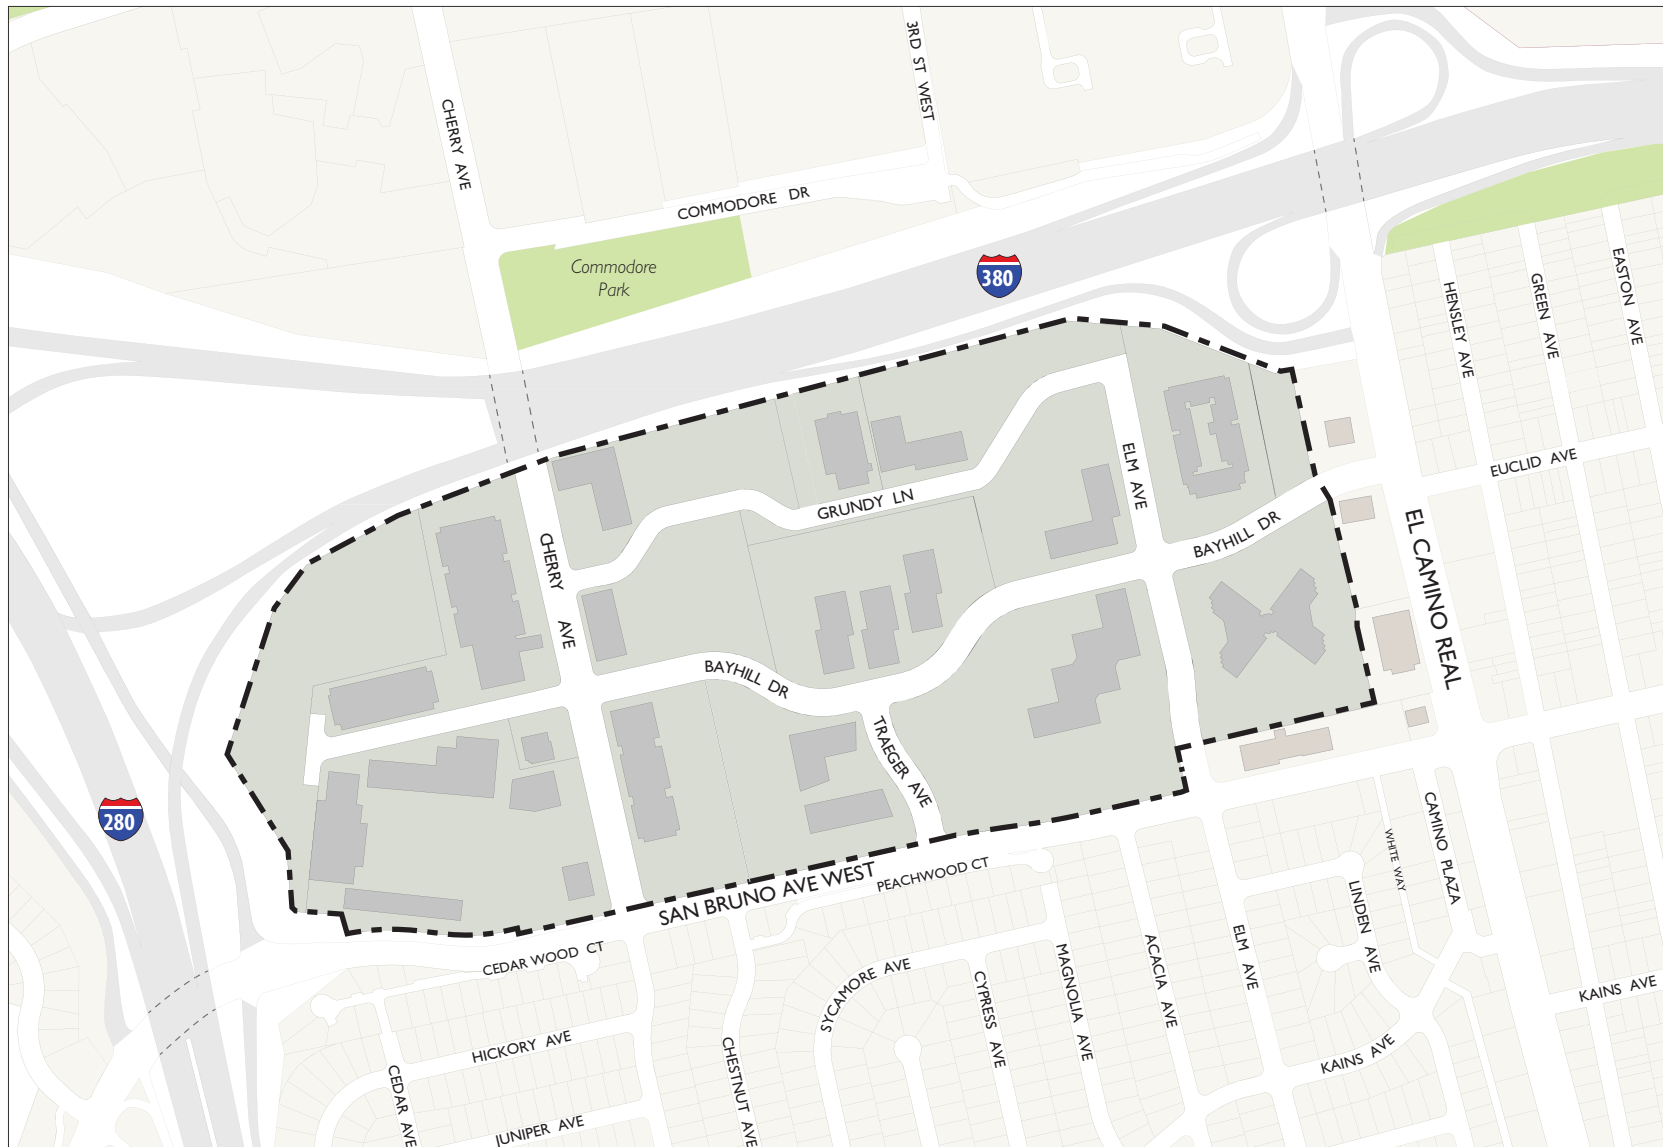 3RD ST WEST
CHERRY AVE
COMMODORE DR
Commodore
Park
380
HENSLEY AVE
GREEN AVE
EASTON AVE
EUCLID AVE
ELM AVE
GRUNDY LN
BAYHILL DR
CHERRY AVE
EL CAMINO REAL
BAYHILL DR
TRAEGER AVE
280
SAN BRUNO AVE WEST
PEACHWOOD CT
CEDAR WOOD CT
CAMINO PLAZA
WHITE WAY
LINDEN AVE
ELM AVE
ACACIA AVE
MAGNOLIA AVE
CYPRESS AVE
SYCAMORE AVE
KAINS AVE
KAINS AVE
HICKORY AVE
CHESTNUT AVE
CEDAR AVE
JUNIPER AVE